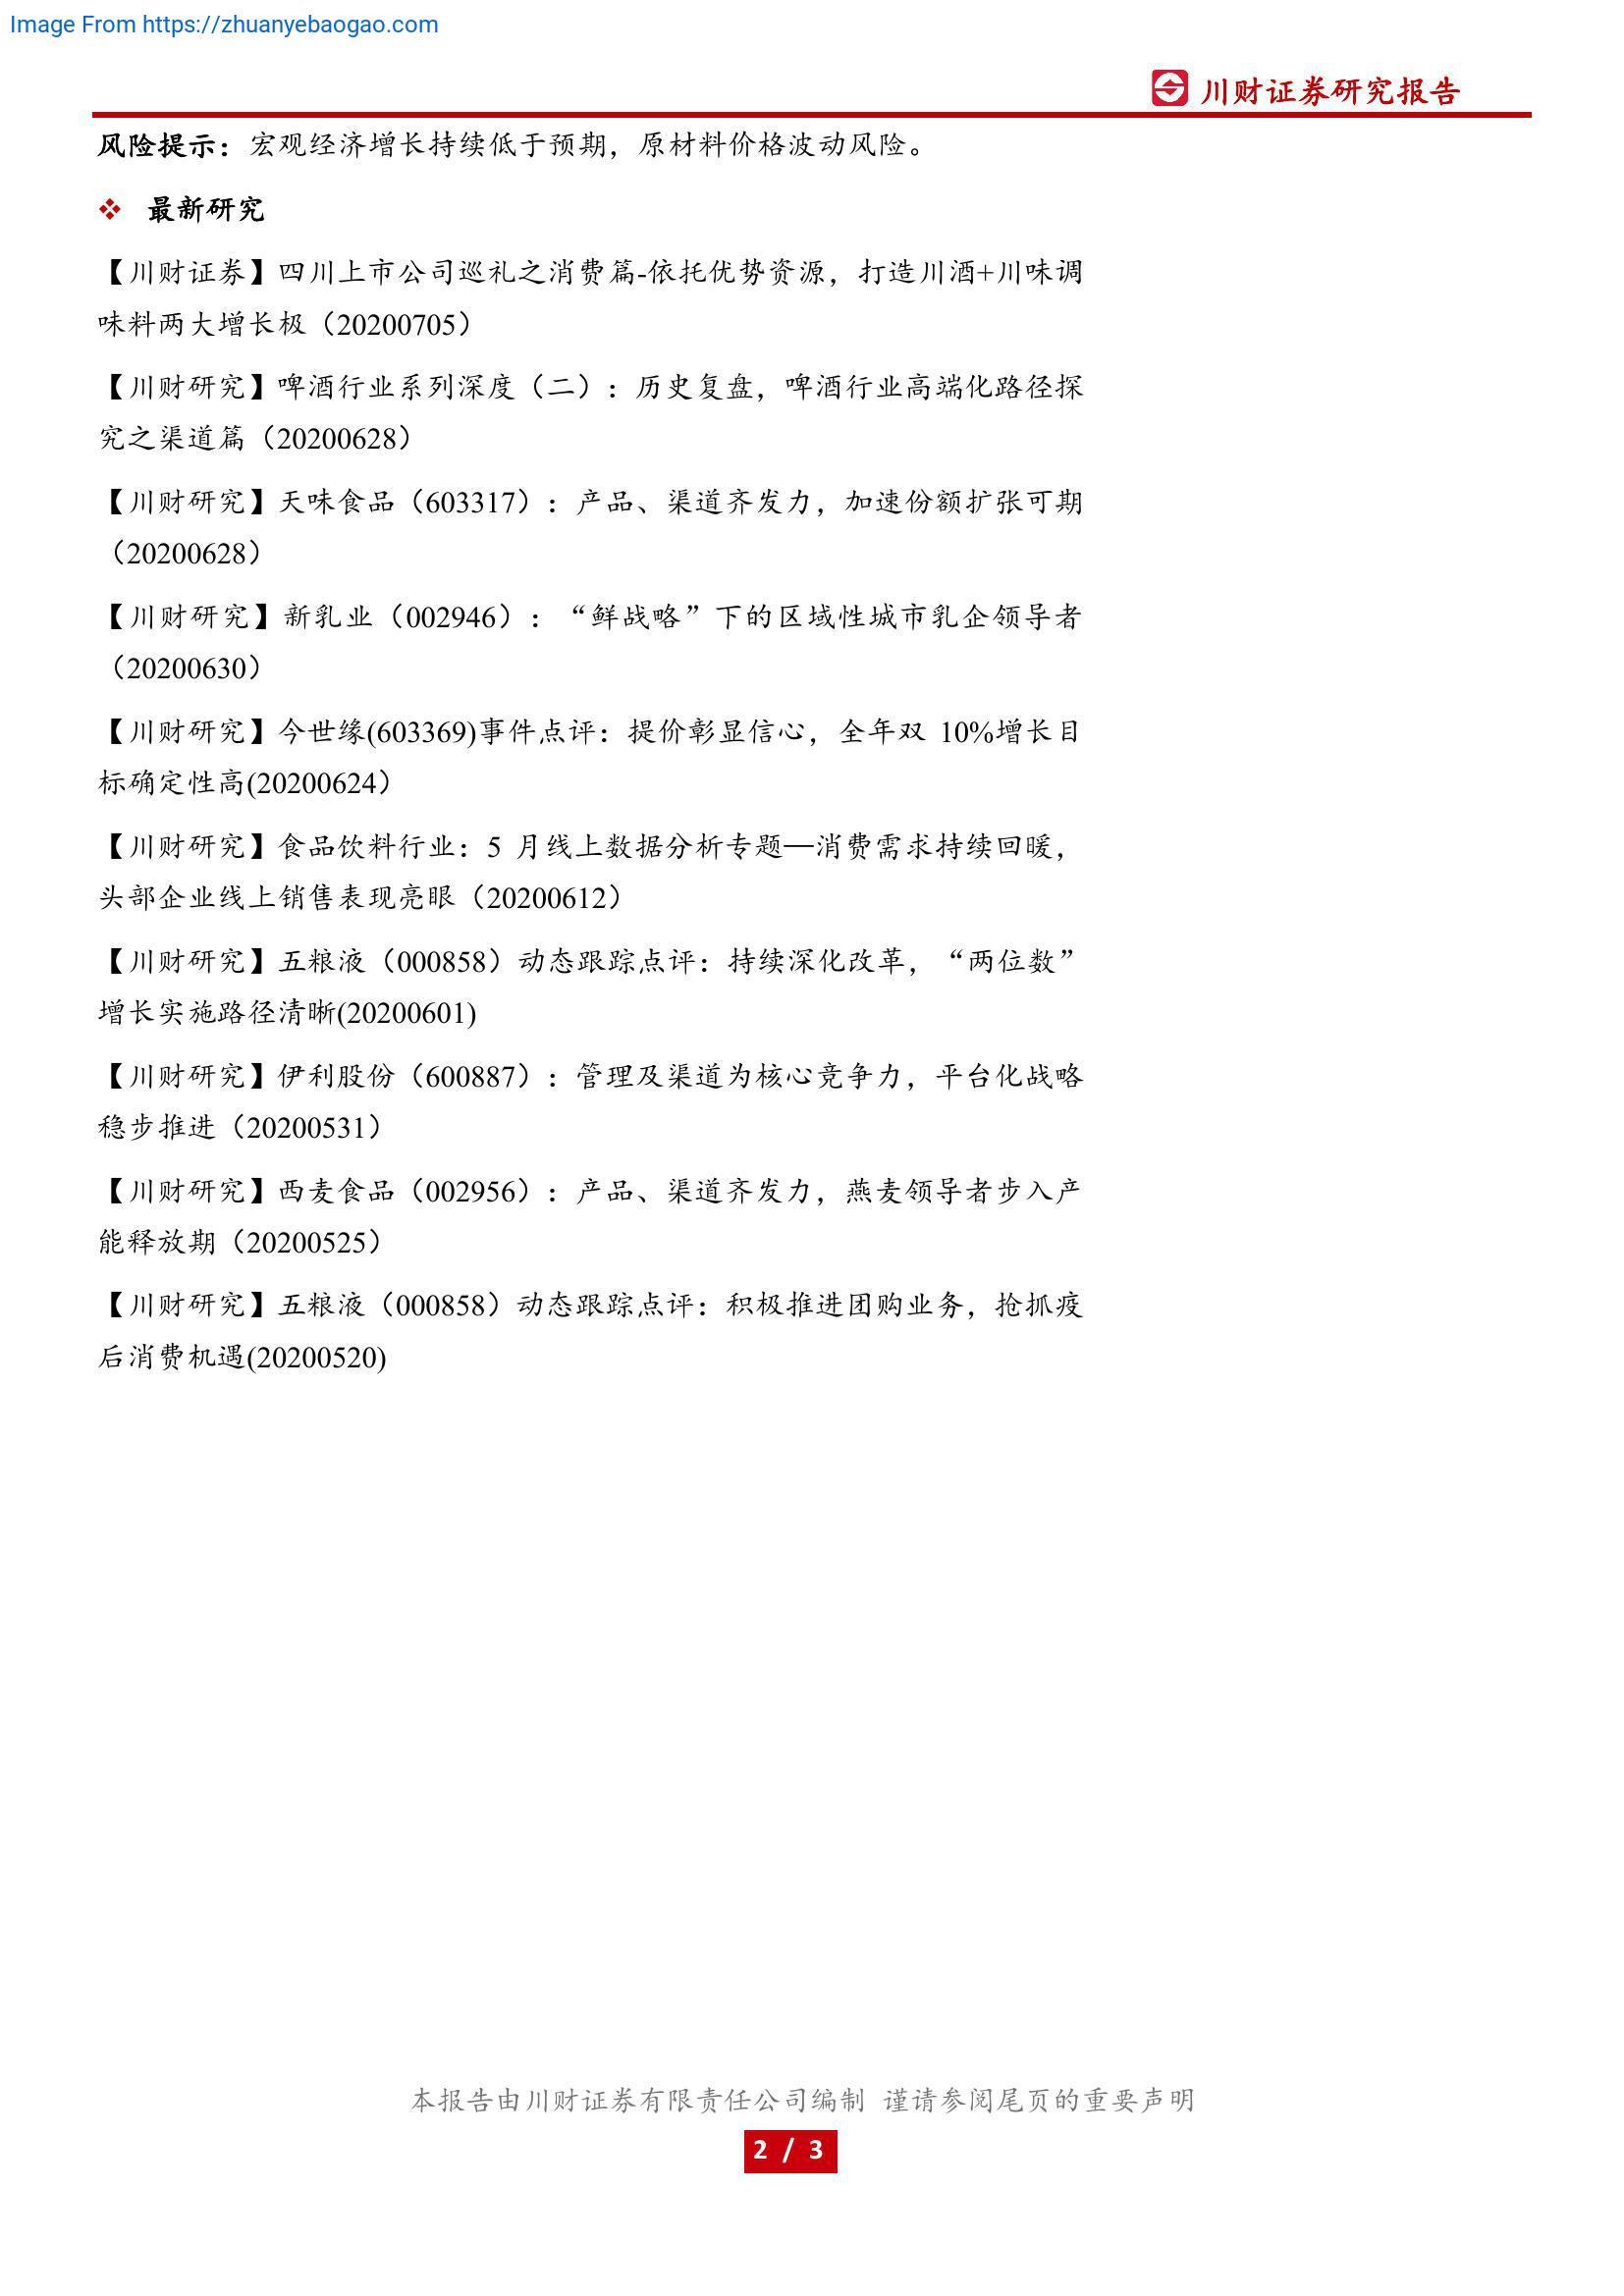 Image From https://zhuanyebaogao.com
川财证券研究报告
风险提示：宏观经济增长持续低于预期，原材料价格波动风险。
❖ 最新研究
【川财证券】四川上市公司巡礼之消费篇-依托优势资源，打造川酒+川味调
味料两大增长极（20200705）
【川财研究】啤酒行业系列深度（二）：历史复盘，啤酒行业高端化路径探
究之渠道篇（20200628）
【川财研究】天味食品（603317）：产品、渠道齐发力，加速份额扩张可期
（20200628）
【川财研究】新乳业（002946）：“鲜战略”下的区域性城市乳企领导者
（20200630）
【川财研究】今世缘(603369)事件点评：提价彰显信心，全年双 10%增长目
标确定性高(20200624）
【川财研究】食品饮料行业：5 月线上数据分析专题—消费需求持续回暖，
头部企业线上销售表现亮眼（20200612）
【川财研究】五粮液（000858）动态跟踪点评：持续深化改革，“两位数”
增长实施路径清晰(20200601)
【川财研究】伊利股份（600887）：管理及渠道为核心竞争力，平台化战略
稳步推进（20200531）
【川财研究】西麦食品（002956）：产品、渠道齐发力，燕麦领导者步入产
能释放期（20200525）
【川财研究】五粮液（000858）动态跟踪点评：积极推进团购业务，抢抓疫
后消费机遇(20200520)
本报告由川财证券有限责任公司编制 谨请参阅尾页的重要声明
2 / 3